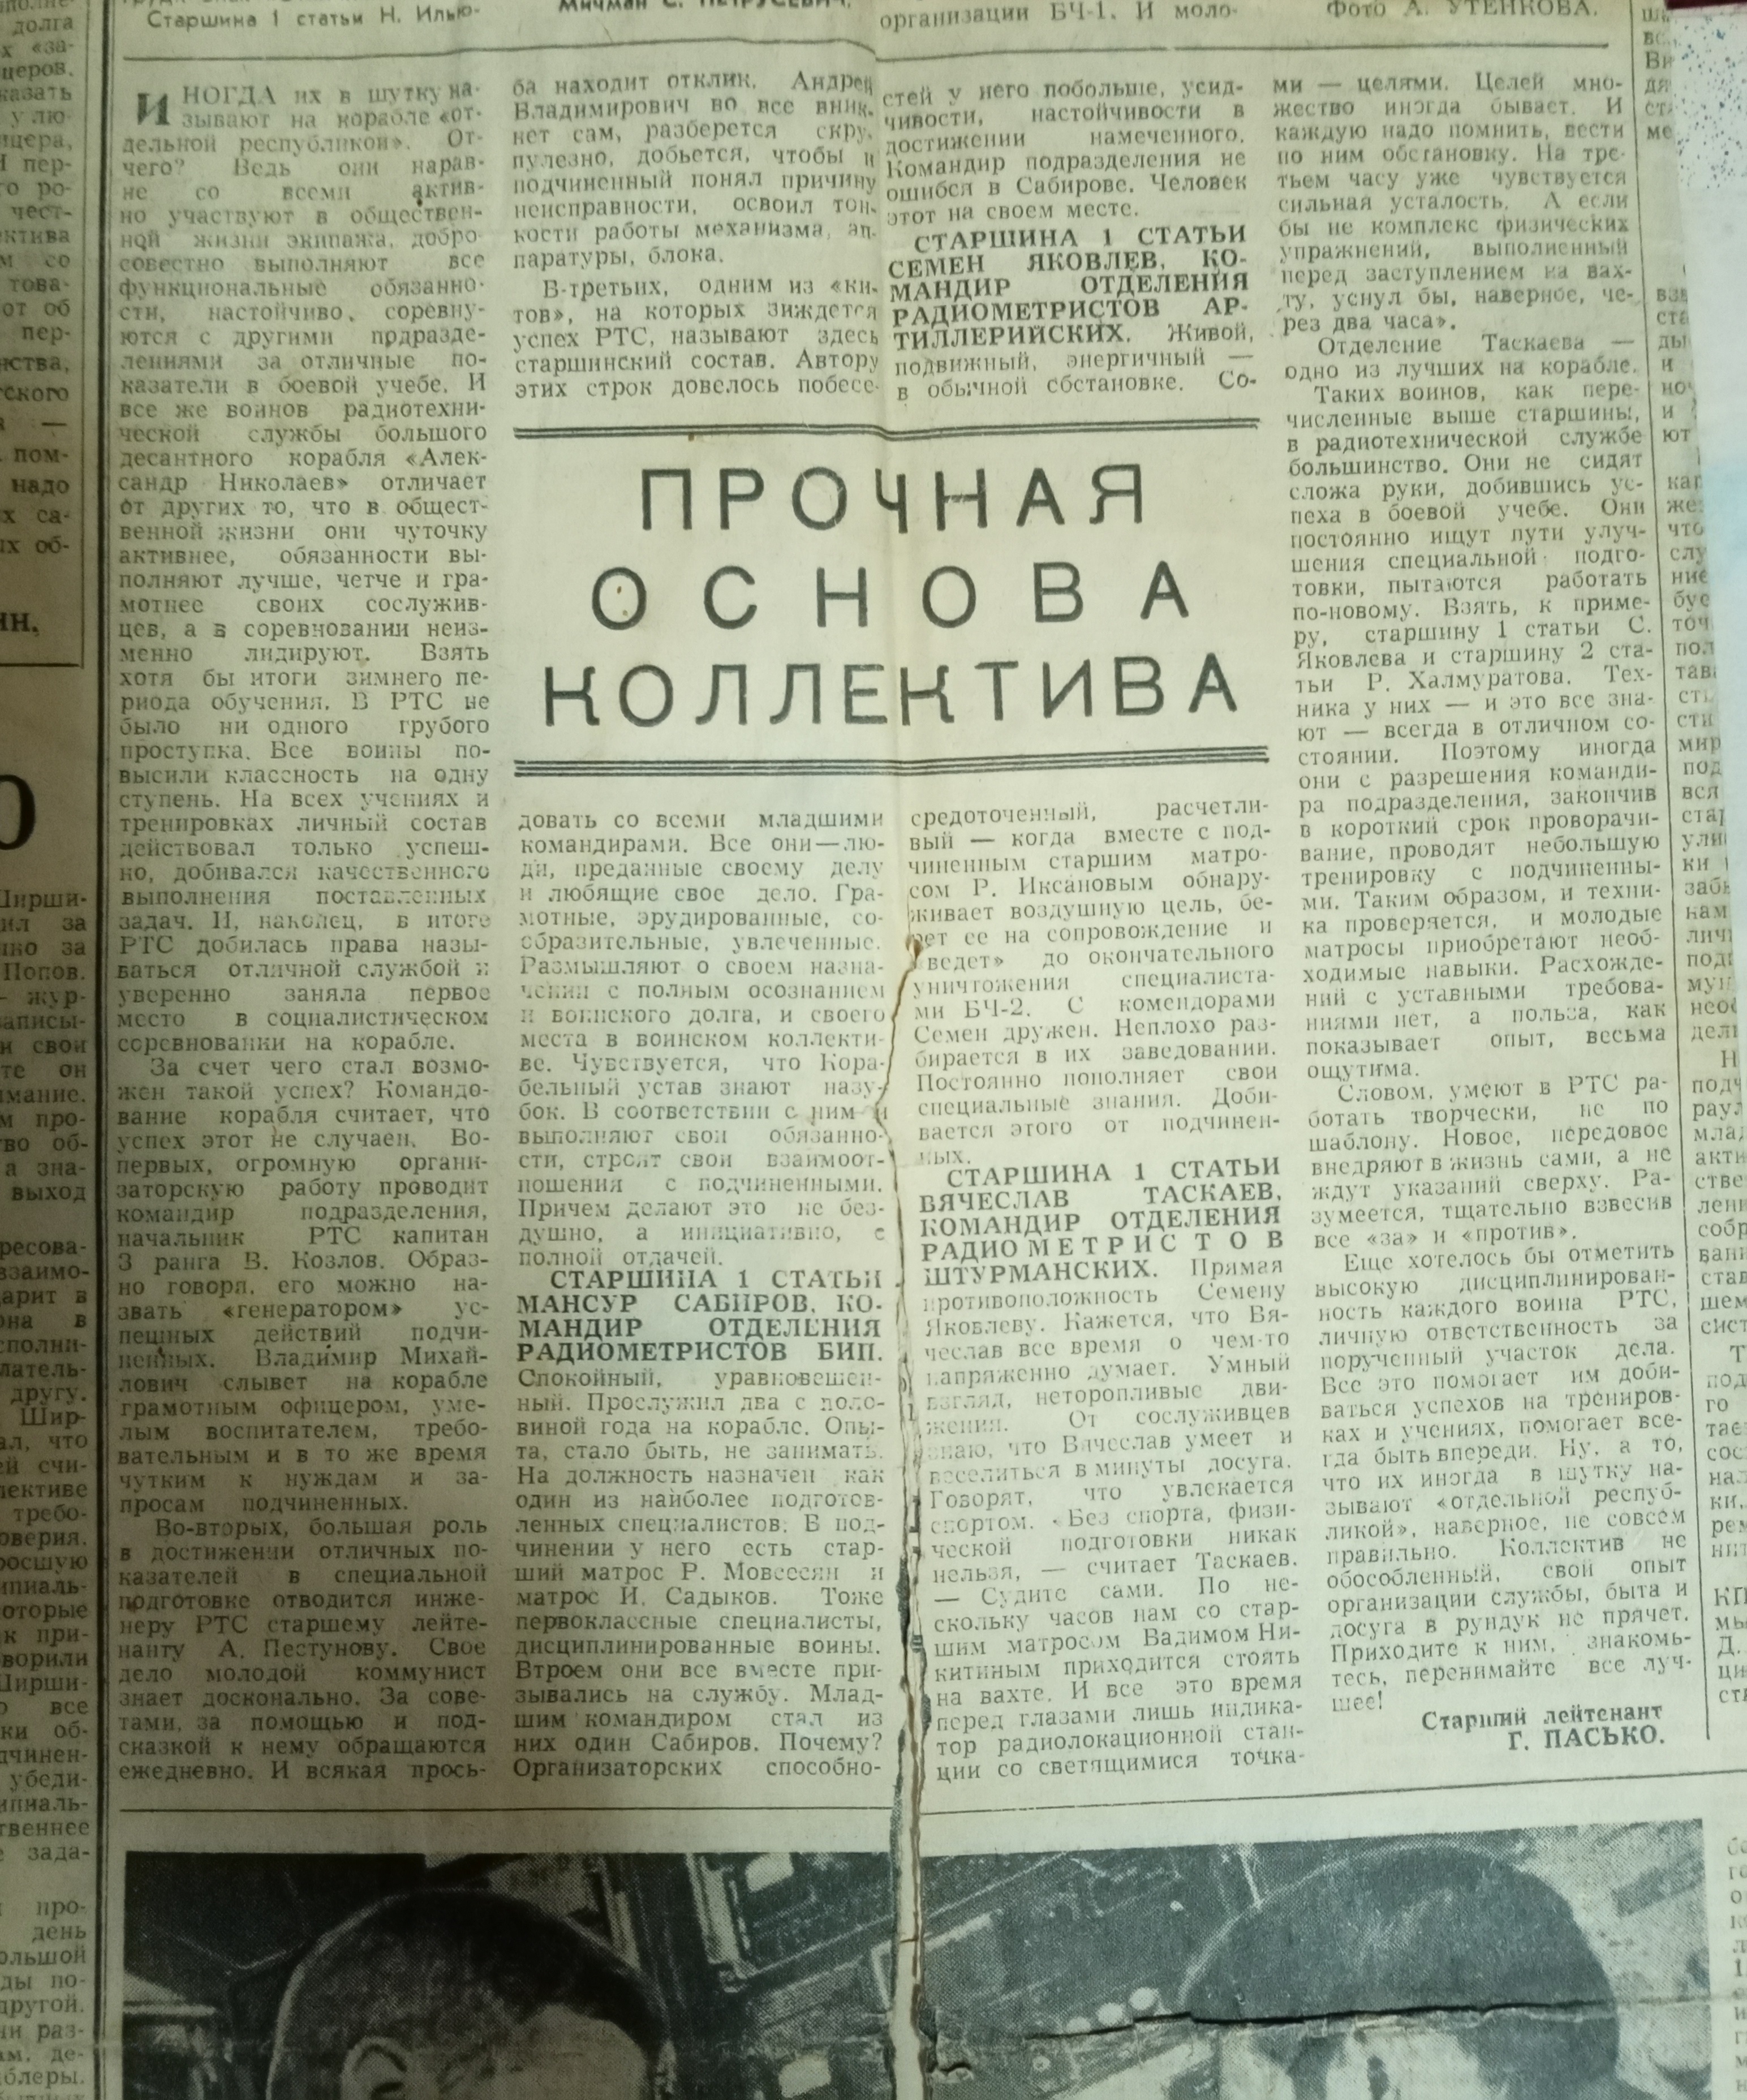 Старшина 1 статьи Н. Илью-
Мичман С. ПЕТРУСЕВИЧ.
организации БЧ-1. И моло-
Фото А. УТЕНКОВА.
ПРОЧНАЯ
ОСНОВА
КОЛЛЕКТИВА
ИНОГДА их в шутку на-
зывают на корабле «от-
дельной республикой». От-
чего? Ведь они нарав-
не со всеми актив-
но участвуют в обществен-
ной жизни экипажа, добро
совестно выполняют все
функциональные обязанно-
сти, настойчиво, соревну-
ются с другими подразде-
лениями за отличные по-
казатели в боевой учебе. И
все же воинов радиотехни-
ческой службы большого
десантного корабля «Алек-
сандр Николаев» отличает
от других то, что в общест-
венной жизни они чуточку
активнее, обязанности вы-
полняют лучше, четче и гра-
мотнее своих сослужив-
цев, а в соревновании неиз-
менно лидируют. Взять
хотя бы итоги зимнего пе-
риода обучения. В РТС не
было ни одного грубого
проступка. Все воины по-
высили классность на одну
ступень. На всех учениях и
тренировках личный состав
действовал только успеш-
но, добивался качественного
выполнения поставленных
задач. И, наконец, в итоге
РТС добилась права назы-
ваться отличной службой и
уверенно заняла первое
место в социалистическом
соревновании на корабле.
За счет чего стал возмо-
жен такой успех? Командо-
вание корабля считает, что
успех этот не случаен. Во-
первых, огромную органи-
заторскую работу проводит
командир подразделения,
начальник РТС капитан
3 ранга В. Козлов. Образ-
но говоря, его можно на-
звать «генератором» ус-
пешных действий подчи-
ненных. Владимир Михай-
лович слывет на корабле
грамотным офицером, уме-
лым воспитателем, требо-
вательным и в то же время
чутким к нуждам и за-
просам подчиненных.
Во-вторых, большая роль
в достижении отличных по-
казателей в специальной
подготовке отводится инже-
неру РТС старшему лейте-
нанту А. Пестунову. Свое
дело молодой коммунист
знает досконально. За сове-
тами, за помощью и под-
сказкой к нему обращаются
ежедневно. И всякая прось-
ба находит отклик. Андрей
Владимирович во все вник-
нет сам, разберется скру-
пулезно, добьется, чтобы и
подчиненный понял причину
неисправности, освоил тон-
кости работы механизма, ап-
паратуры, блока.
В-третьих, одним из «ки-
тов», на которых зиждется
успех РТС, называют здесь
старшинский состав. Автору
этих строк довелось побесе-
довать со всеми младшими
командирами. Все они—лю-
ди, преданные своему делу
и любящие свое дело. Гра-
мотные, эрудированные, со-
образительные, увлеченные.
Размышляют о своем назна-
чении с полным осознанием
и воинского долга, и своего
места в воинском коллекти-
ве. Чувствуется, что Кора-
бельный устав знают назу-
бок. В соответствии с ним и
выполняют свои обязанно-
сти, строят свои взаимоот-
ношения с подчиненными.
Причем делают это не без-
душно, а инициативно, с
полной отдачей.
СТАРШИНА 1 СТАТЬИ
МАНСУР САБИРОВ, КО-
МАНДИР ОТДЕЛЕНИЯ
РАДИОМЕТРИСТОВ БИП.
Спокойный, уравновешен-
ный. Прослужил два с поло-
виной года на корабле. Опы-
та, стало быть, не занимать.
На должность назначен как
один из наиболее подготов-
ленных специалистов. В под-
чинении у него есть стар-
ший матрос Р. Мовсесян и
матрос И. Садыков. Тоже
первоклассные специалисты,
дисциплинированные воины.
Втроем они все вместе при-
зывались на службу. Млад-
шим командиром стал из
них один Сабиров. Почему?
Организаторских способно-
стей у него побольше, усид-
чивости, настойчивости в
достижении намеченного.
Командир подразделения не
ошибся в Сабирове. Человек
этот на своем месте.
СТАРШИНА 1 СТАТЬИ
СЕМЕН ЯКОВЛЕВ, КО-
МАНДИР ОТДЕЛЕНИЯ
РАДИОМЕТРИСТОВ АР-
ТИЛЛЕРИЙСКИХ. Живой,
подвижный, энергичный —
в обычной обстановке. Со-
средоточенный, расчетли-
вый — когда вместе с под-
чиненным старшим матро-
сом Р. Иксановым обнару-
живает воздушную цель, бе-
рет ее на сопровождение и
«ведет» до окончательного
уничтожения специалиста-
ми БЧ-2. С комендорами
Семен дружен. Неплохо раз-
бирается в их заведовании.
Постоянно пополняет свои
специальные знания. Доби-
вается этого от подчинен-
ных.
СТАРШИНА 1 СТАТЬИ
ВЯЧЕСЛАВ ТАСКАЕВ,
КОМАНДИР ОТДЕЛЕНИЯ
РАДИОМЕТРИСТОВ
ШТУРМАНСКИХ. Прямая
противоположность Семену
Яковлеву. Кажется, что Вя-
чеслав все время о чем-то
напряженно думает. Умный
взгляд, неторопливые дви-
жения. От сослуживцев
знаю, что Вячеслав умеет и
веселиться в минуты досуга.
Говорят, что увлекается
спортом. «Без спорта, физи-
ческой подготовки никак
нельзя, — считает Таскаев.
— Судите сами. По не-
скольку часов нам со стар-
шим матросом Вадимом Ни-
китиным приходится стоять
на вахте. И все это время
перед глазами лишь индика-
тор радиолокационной стан-
ции со светящимися точка-
ми — целями. Целей мно-
жество иногда бывает. И
каждую надо помнить, вести
по ним обстановку. На тре-
тьем часу уже чувствуется
сильная усталость. А если
бы не комплекс физических
упражнений, выполненный
перед заступлением на вах-
ту, уснул бы, наверное, че-
рез два часа».
Отделение Таскаева —
одно из лучших на корабле.
Таких воинов, как пере-
численные выше старшины,
в радиотехнической службе
большинство. Они не сидят
сложа руки, добившись ус-
пеха в боевой учебе. Они
постоянно ищут пути улуч-
шения специальной подго-
товки, пытаются работать
по-новому. Взять, к приме-
ру, старшину 1 статьи С.
Яковлева и старшину 2 ста-
тьи Р. Халмуратова. Тех-
ника у них — и это все зна-
ют — всегда в отличном со-
стоянии. Поэтому иногда
они с разрешения команди-
ра подразделения, закончив
в короткий срок проворачи-
вание, проводят небольшую
тренировку с подчиненны-
ми. Таким образом, и техни-
ка проверяется, и молодые
матросы приобретают необ-
ходимые навыки. Расхожде-
ний с уставными требова-
ниями нет, а польза, как
показывает опыт, весьма
ощутима.
Словом, умеют в РТС ра-
ботать творчески, не по
шаблону. Новое, передовое
внедряют в жизнь сами, а не
ждут указаний сверху. Ра-
зумеется, тщательно взвесив
все «за» и «против».
Еще хотелось бы отметить
высокую дисциплинирован-
ность каждого воина РТС,
личную ответственность за
порученный участок дела.
Все это помогает им доби-
ваться успехов на трениров-
ках и учениях, помогает все-
гда быть впереди. Ну, а то,
что их иногда в шутку на-
зывают «отдельной респуб-
ликой», наверное, не совсем
правильно. Коллектив не
обособленный, свой опыт
организации службы, быта и
досуга в рундук не прячет.
Приходите к ним, знакомь-
тесь, перенимайте все луч-
шее!
Старший лейтенант
Г. ПАСЬКО.